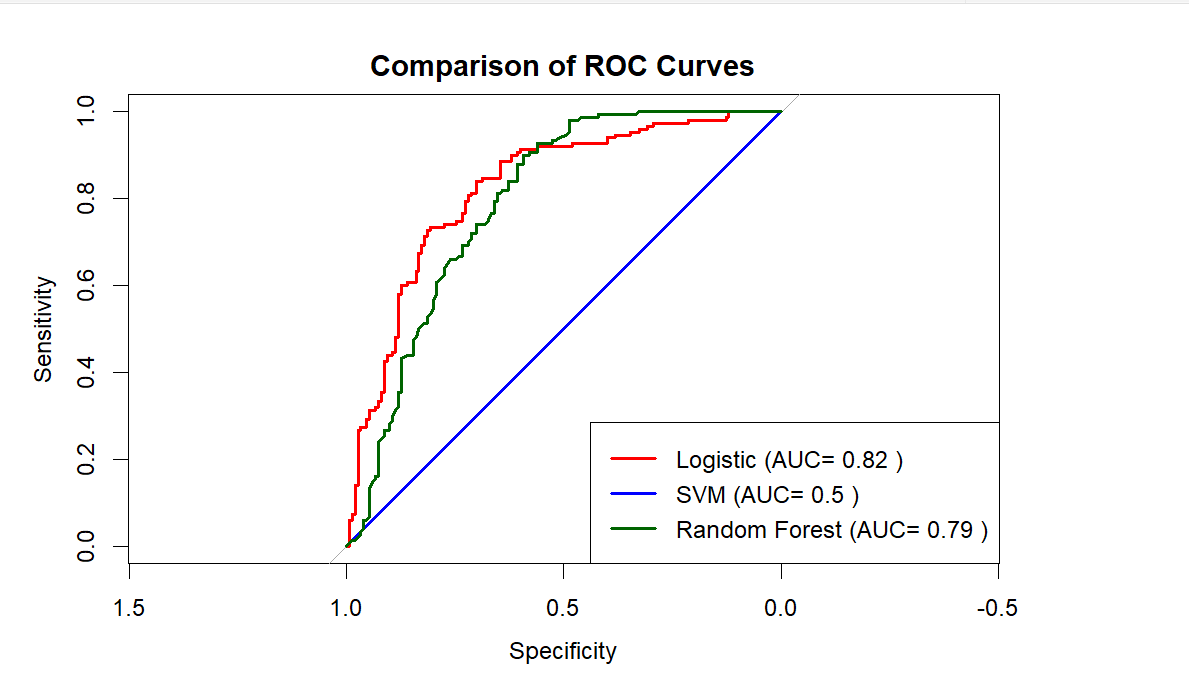 Comparison of ROC Curves
Sensitivity
1.0
0.8
0.6
0.4
0.2
0.0
Logistic (AUC= 0.82 )
SVM (AUC= 0.5 )
Random Forest (AUC= 0.79 )
1.5 1.0 0.5 0.0 -0.5
Specificity